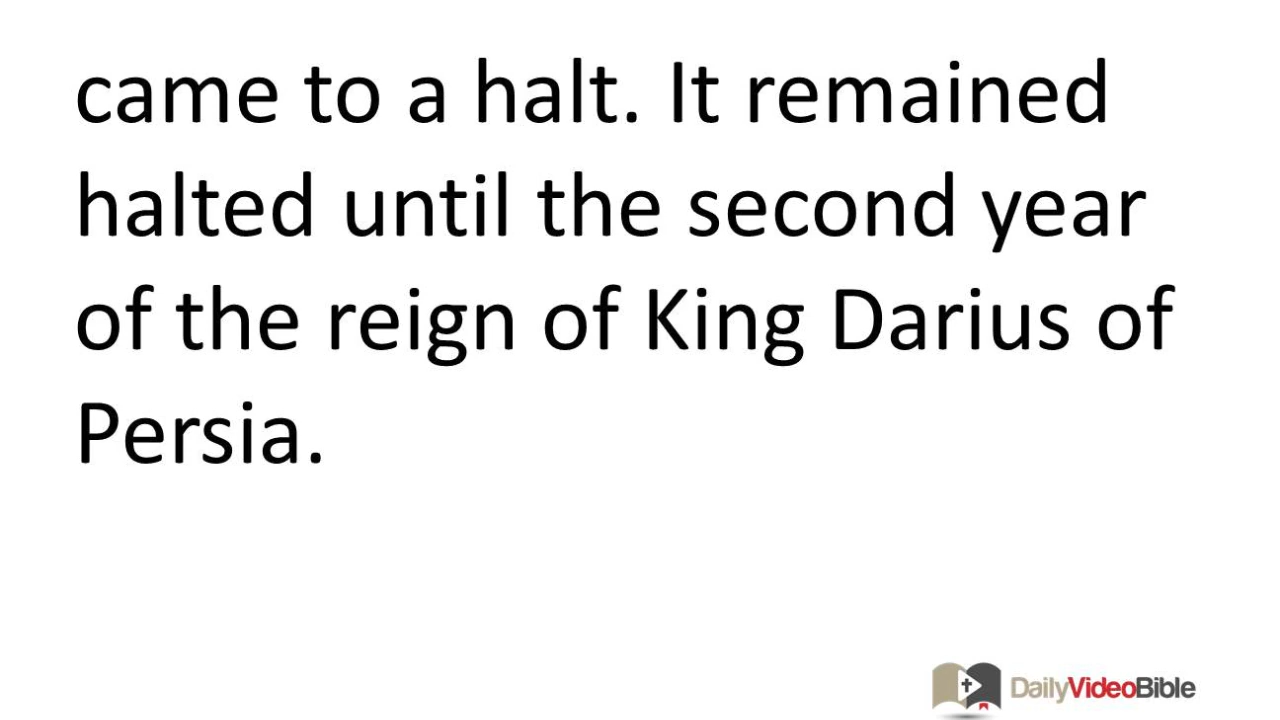 came to a halt. It remained
halted until the second year
of the reign of King Darius of
Persia.
DailyVideoBible